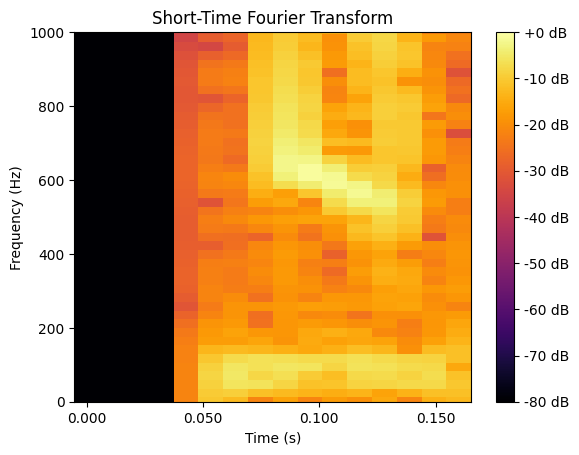 Short-Time Fourier Transform
Frequency (Hz)
1000
800
600
400
200
0
0.000
0.050
0.100
0.150
Time (s)
+0 dB
-10 dB
-20 dB
-30 dB
-40 dB
-50 dB
-60 dB
-70 dB
-80 dB